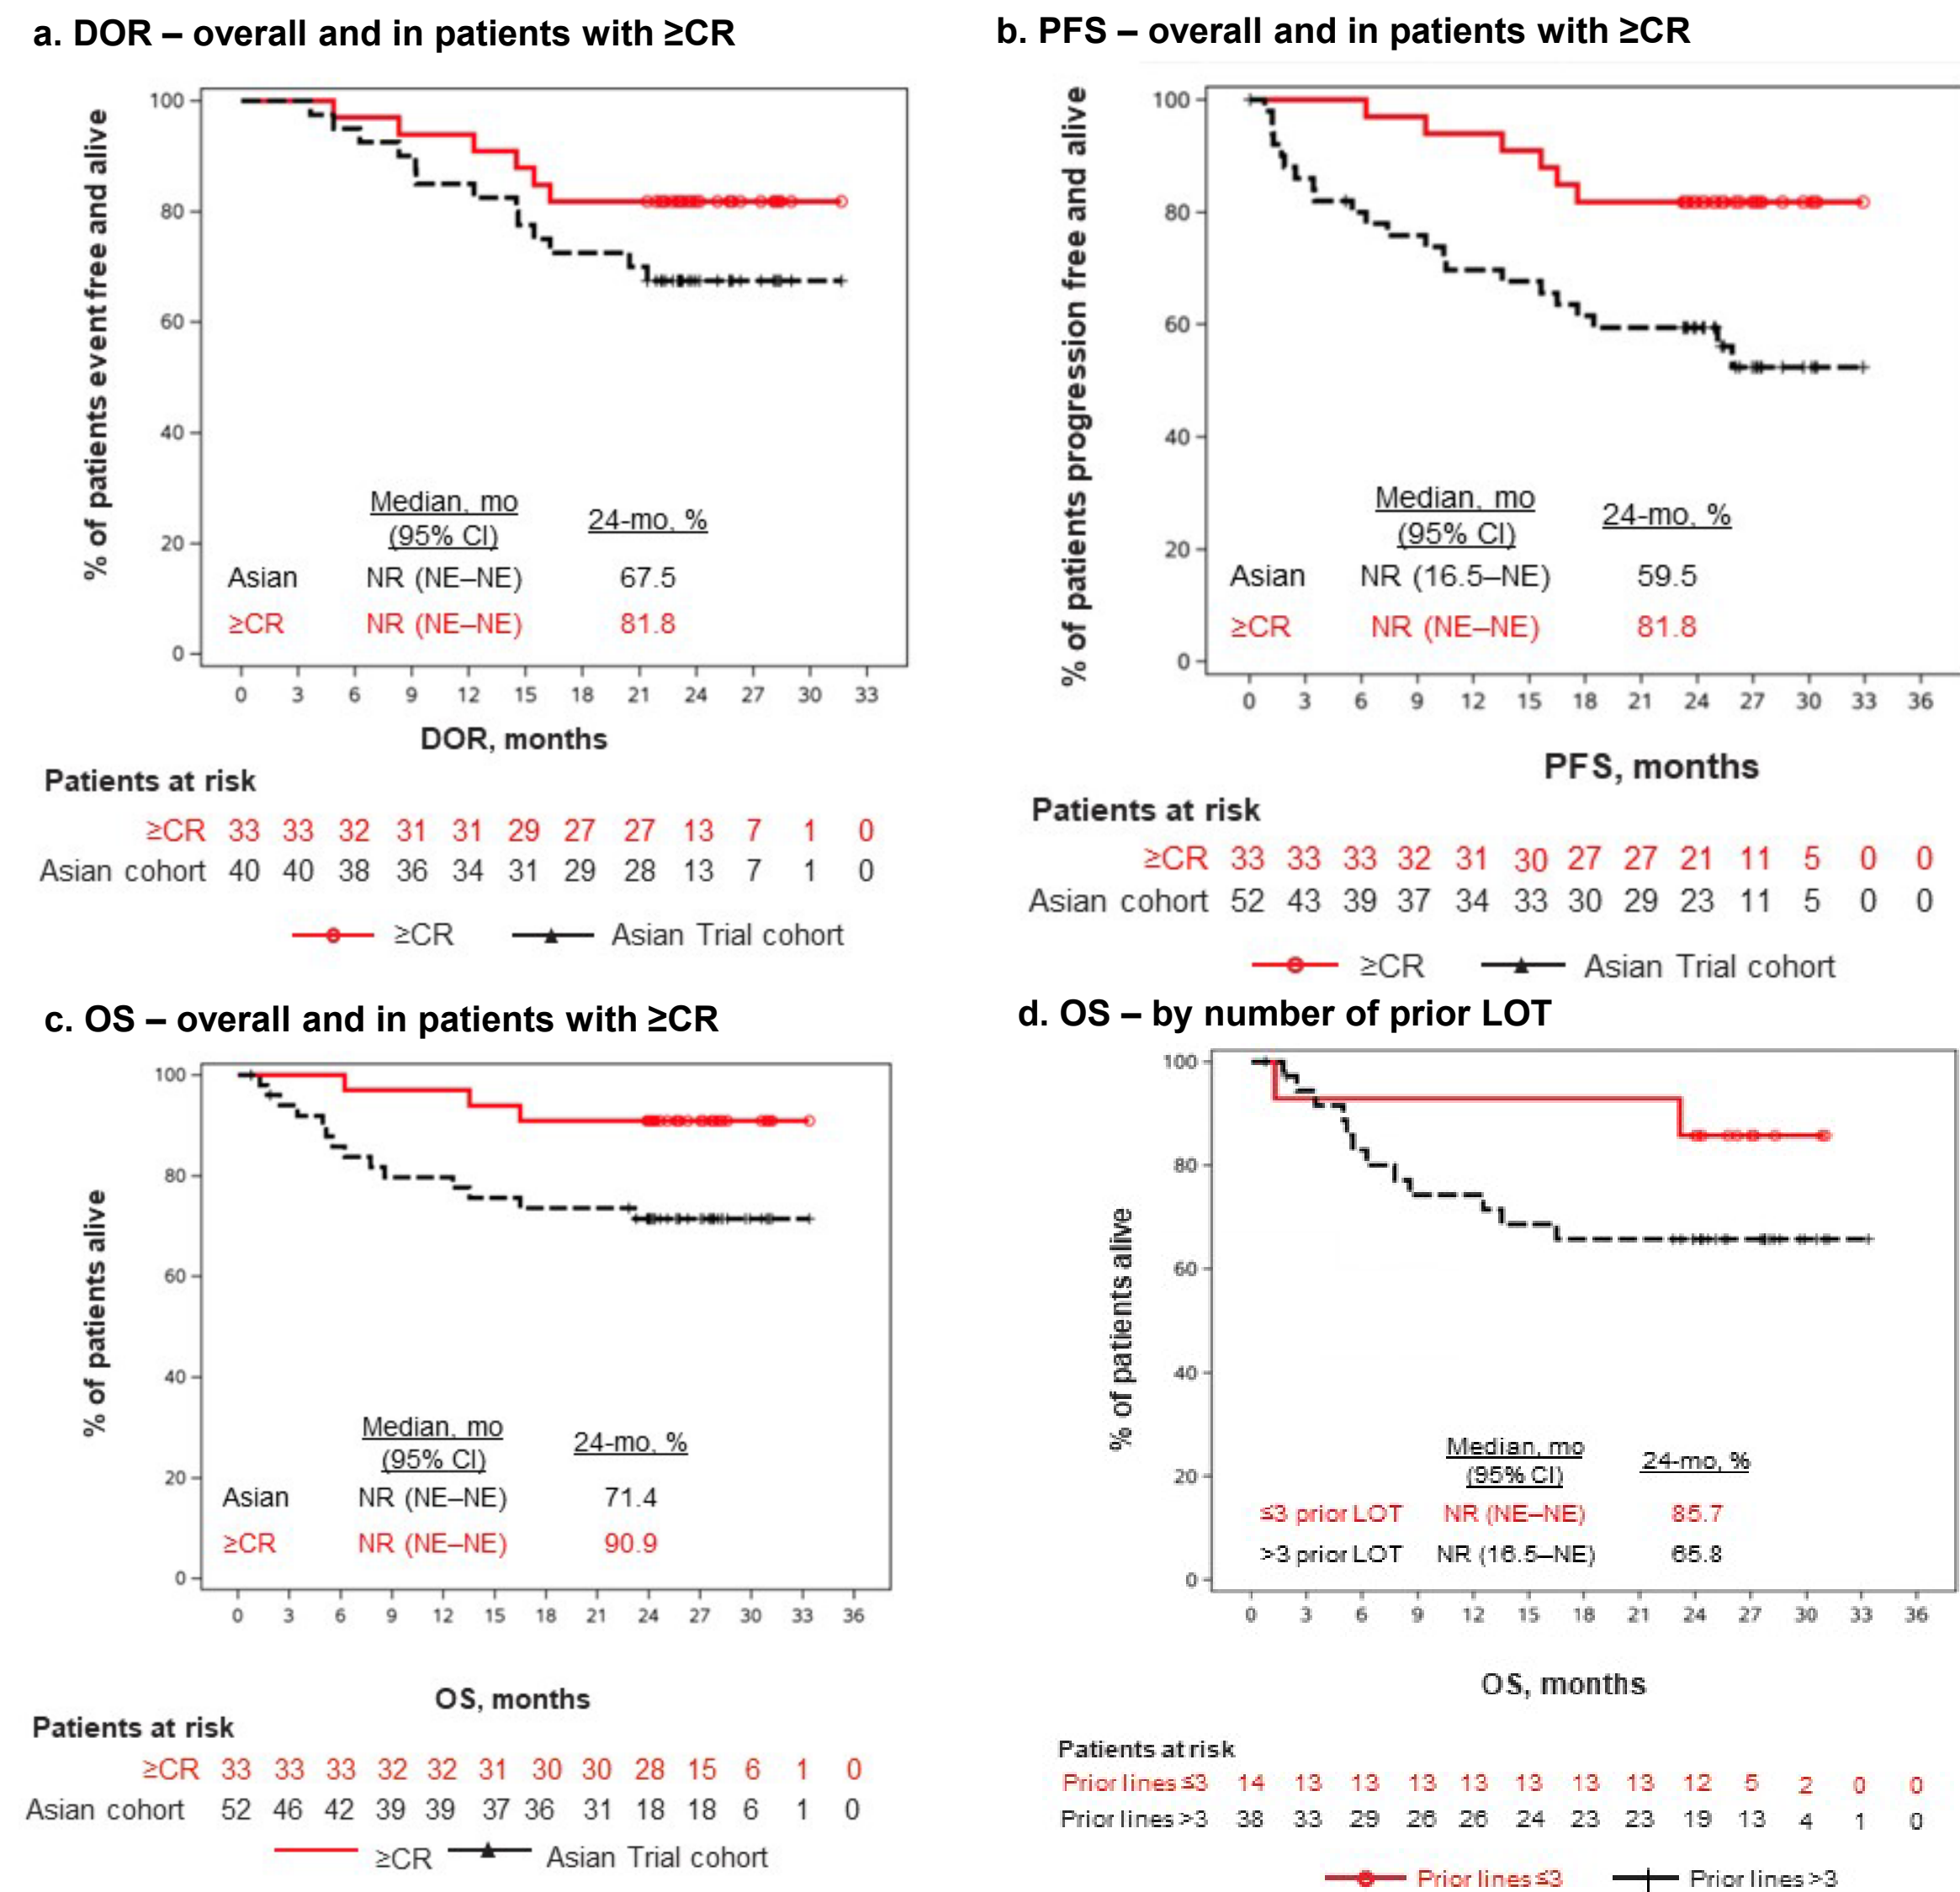 a. DOR – overall and in patients with ≥CR
% of patients event free and alive
100
80
60
40
20
0
Median, mo (95% CI) 24-mo, %
Asian NR (NE–NE) 67.5
≥CR NR (NE–NE) 81.8
0 3 6 9 12 15 18 21 24 27 30 33
DOR, months
Patients at risk
≥CR 33 33 32 31 31 29 27 27 13 7 1 0
Asian cohort 40 40 38 36 34 31 29 28 13 7 1 0
≥CR Asian Trial cohort
b. PFS – overall and in patients with ≥CR
% of patients progression free and alive
100
80
60
40
20
0
Median, mo (95% CI) 24-mo, %
Asian NR (16.5–NE) 59.5
≥CR NR (NE–NE) 81.8
0 3 6 9 12 15 18 21 24 27 30 33 36
PFS, months
Patients at risk
≥CR 33 33 33 32 31 30 27 27 21 11 5 0 0
Asian cohort 52 43 39 37 34 33 30 29 23 11 5 0 0
≥CR Asian Trial cohort
c. OS – overall and in patients with ≥CR
% of patients alive
100
80
60
40
20
0
Median, mo (95% CI) 24-mo, %
Asian NR (NE–NE) 71.4
≥CR NR (NE–NE) 90.9
0 3 6 9 12 15 18 21 24 27 30 33 36
OS, months
Patients at risk
≥CR 33 33 33 32 32 31 30 30 28 15 6 1 0
Asian cohort 52 46 42 39 39 37 36 31 18 18 6 1 0
≥CR Asian Trial cohort
d. OS – by number of prior LOT
% of patients alive
100
80
60
40
20
0
Median, mo (95% CI) 24-mo, %
≤3 prior LOT NR (NE–NE) 85.7
>3 prior LOT NR (16.5–NE) 65.8
0 3 6 9 12 15 18 21 24 27 30 33 36
OS, months
Patients at risk
Prior lines ≤3 14 13 13 13 13 13 13 13 12 5 2 0 0
Prior lines >3 38 33 29 26 26 24 23 23 19 13 4 1 0
Prior lines ≤3 Prior lines >3